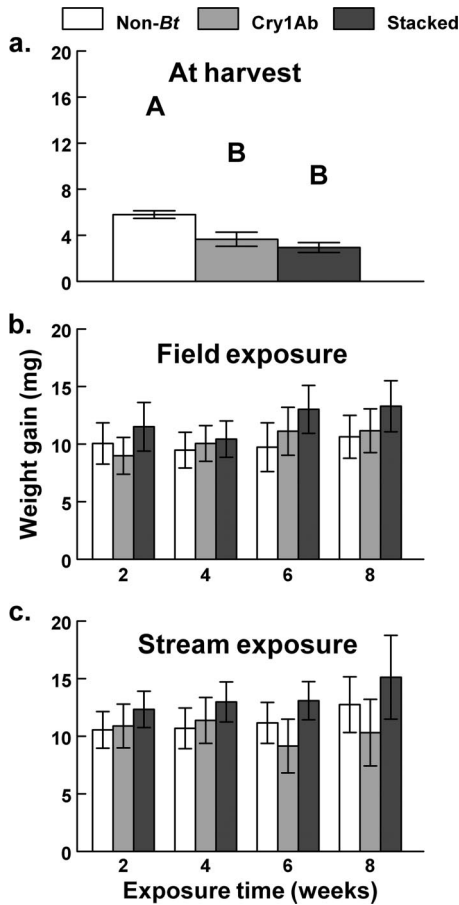 Non-Bt Cry1Ab Stacked
a.
At harvest
20
16
12
8
4
0
A
B
B
b.
Field exposure
20
15
10
5
0
2 4 6 8
Weight gain (mg)
c.
Stream exposure
20
15
10
5
0
2 4 6 8
Exposure time (weeks)